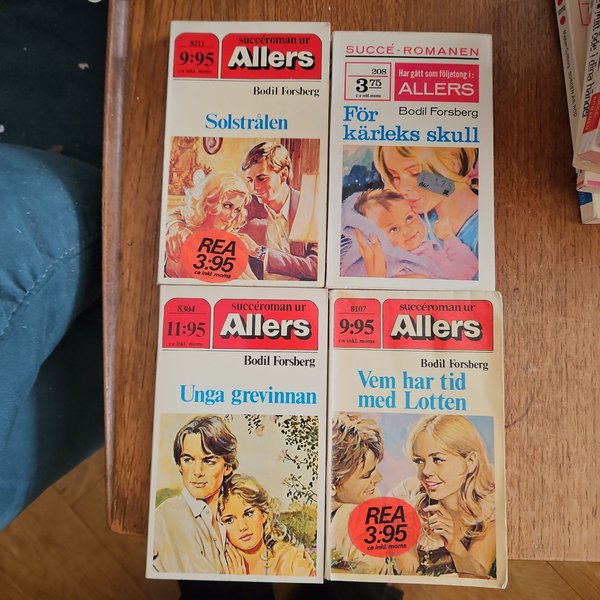 succéroman ur
8211
9:95
ca inkl. moms
Allers
Bodil Forsberg
Solstrålen
REA
3:95
ca inkl. moms
SUCCÉ-ROMANEN
208
3 75
c:a inkl.moms
Har gått som följetong i :
ALLERS
Bodil Forsberg
För
kärleks skull
succéroman ur
8304
11:95
ca inkl. moms
Allers
Bodil Forsberg
Unga grevinnan
succéroman ur
8107
9:95
ca inkl. moms
Allers
Bodil Forsberg
Vem har tid
med Lotten
REA
3:95
ca inkl. moms